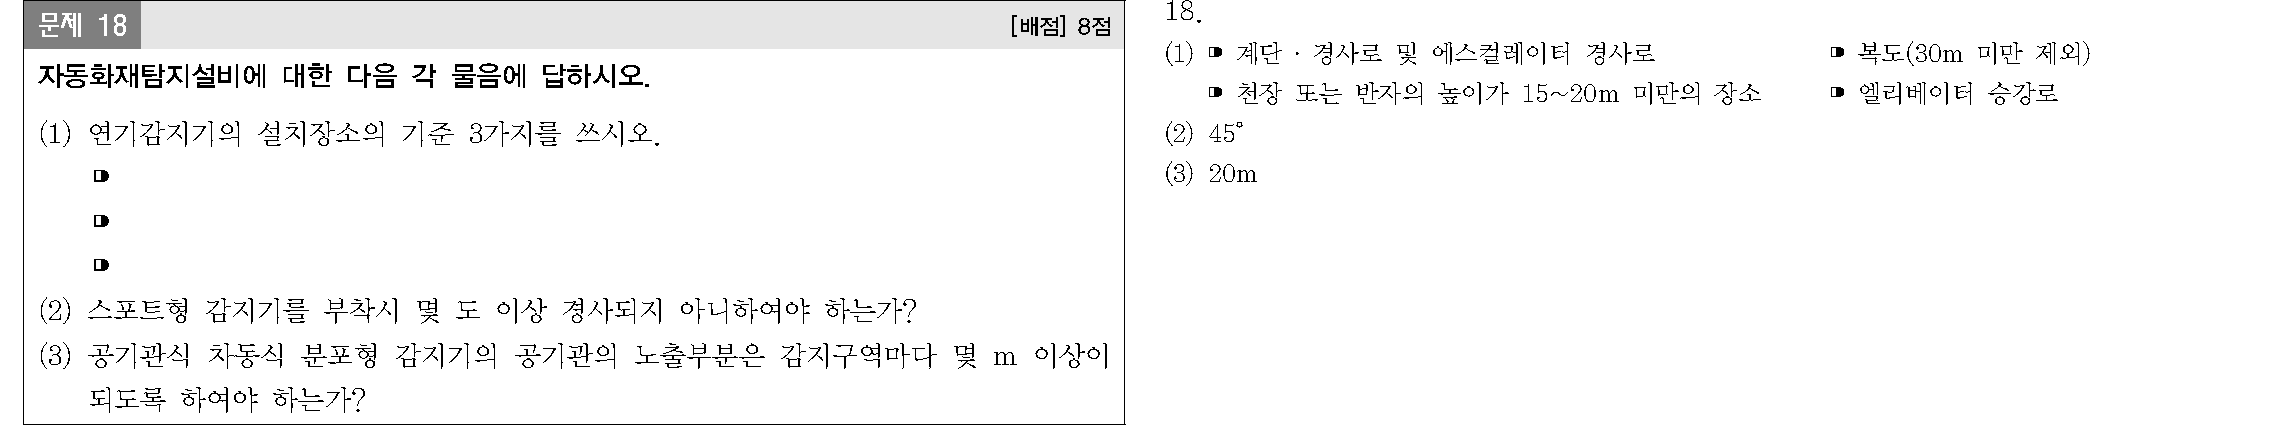 문제 18
[배점] 8점
자동화재탐지설비에 대한 다음 각 물음에 답하시오.
(1) 연기감지기의 설치장소의 기준 3가지를 쓰시오.
(2) 스포트형 감지기를 부착시 몇 도 이상 경사되지 아니하여야 하는가?
(3) 공기관식 차동식 분포형 감지기의 공기관의 노출부분은 감지구역마다 몇 m 이상이
되도록 하여야 하는가?
18.
(1) 계단 · 경사로 및 에스컬레이터 경사로 복도(30m 미만 제외)
천장 또는 반자의 높이가 15~20m 미만의 장소 엘리베이터 승강로
(2) 45°
(3) 20m